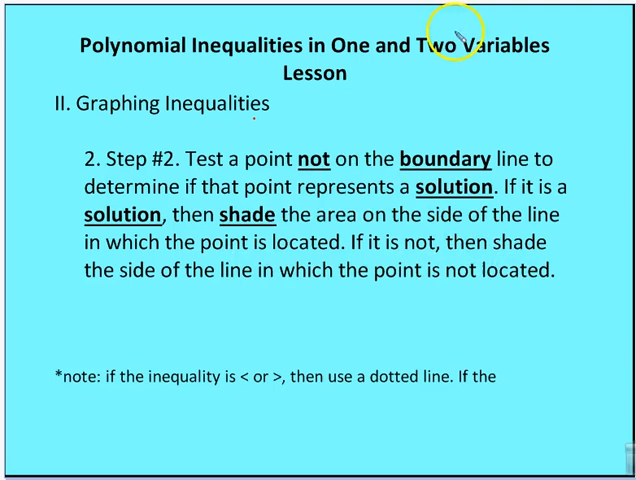 Polynomial Inequalities in One and Two Variables
Lesson
II. Graphing Inequalities
2. Step #2. Test a point not on the boundary line to
determine if that point represents a solution. If it is a
solution, then shade the area on the side of the line
in which the point is located. If it is not, then shade
the side of the line in which the point is not located.
*note: if the inequality is < or >, then use a dotted line. If the